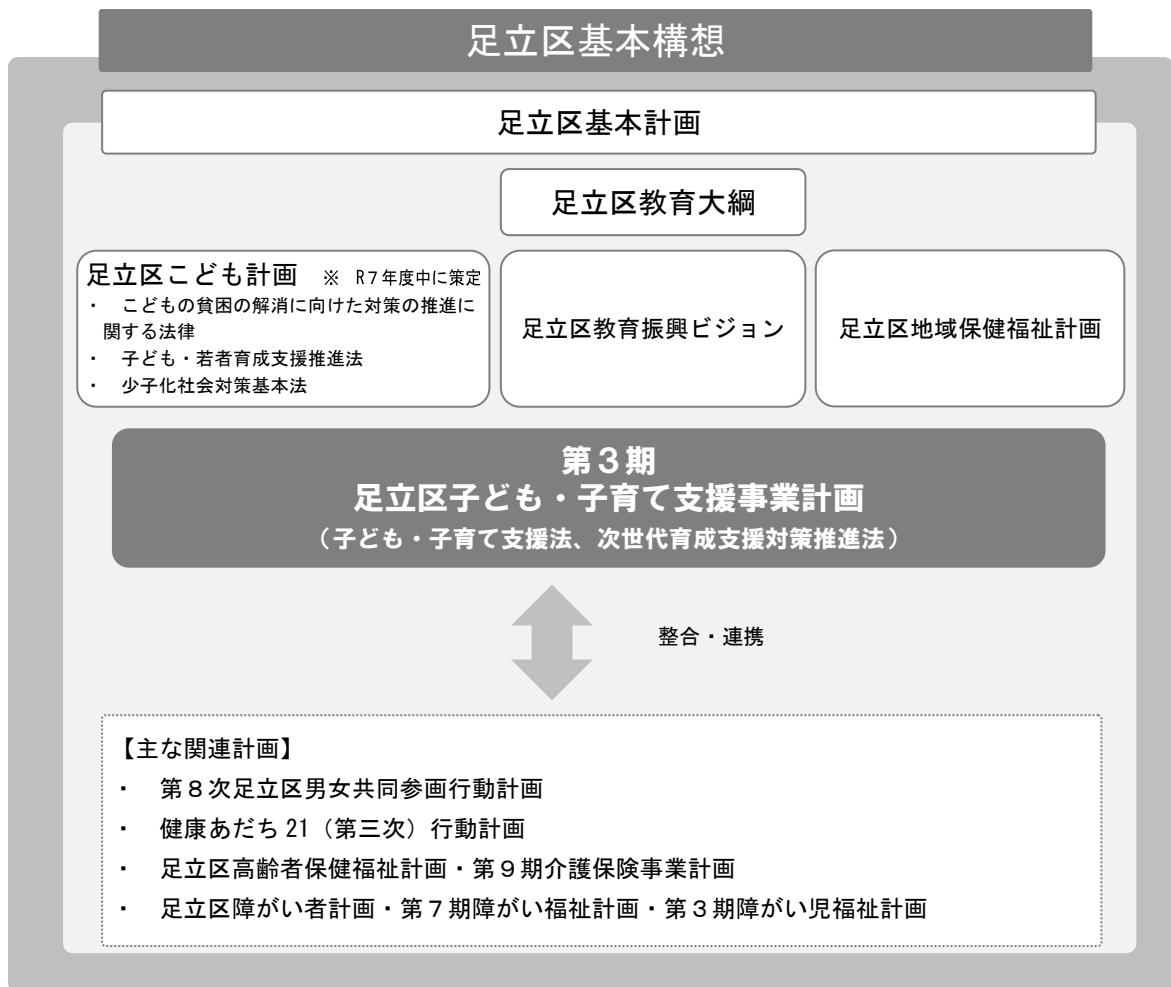 足立区基本構想
足立区基本計画
足立区教育大綱
足立区こども計画 ※ R7年度中に策定
・ こどもの貧困の解消に向けた対策の推進に
関する法律
・ 子ども・若者育成支援推進法
・ 少子化社会対策基本法
足立区教育振興ビジョン
足立区地域保健福祉計画
第3期
足立区子ども・子育て支援事業計画
(子ども・子育て支援法、次世代育成支援対策推進法)
整合・連携
【主な関連計画】
・ 第8次足立区男女共同参画行動計画
・ 健康あだち21(第三次)行動計画
・ 足立区高齢者保健福祉計画・第9期介護保険事業計画
・ 足立区障がい者計画・第7期障がい福祉計画・第3期障がい児福祉計画